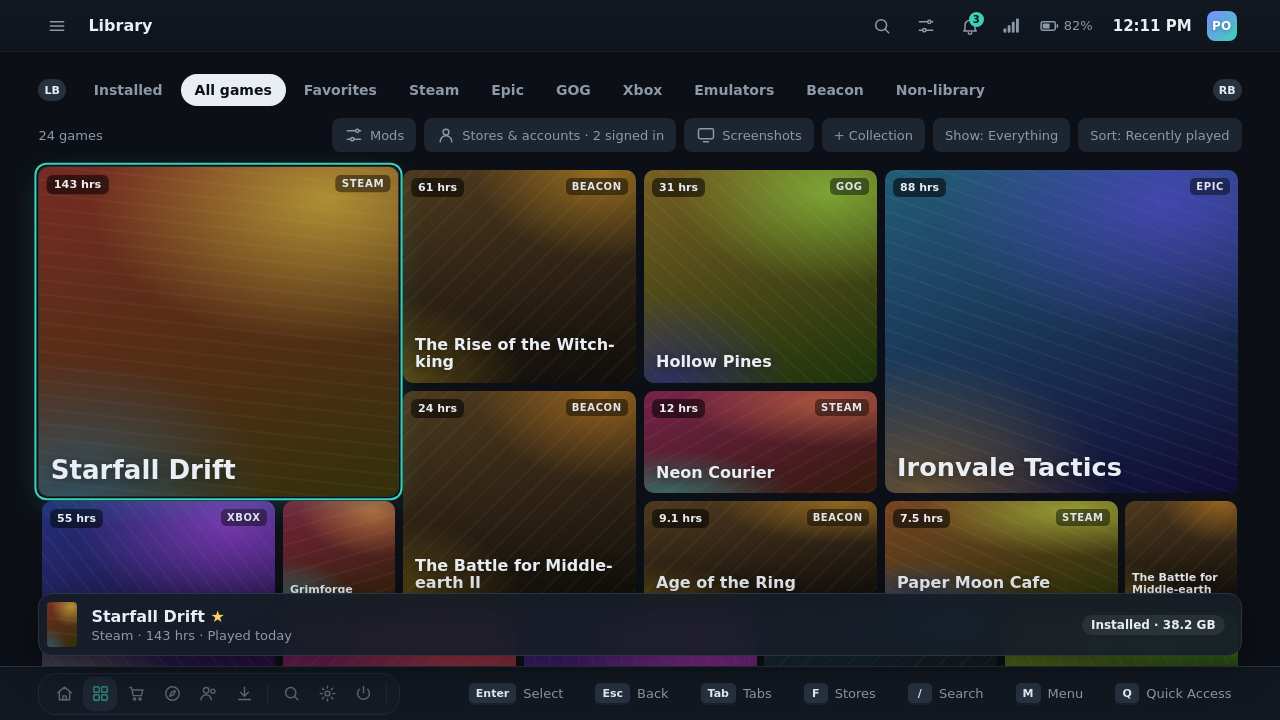 Library
3
82%
12:11 PM
PO
LB
Installed
All games
Favorites
Steam
Epic
GOG
Xbox
Emulators
Beacon
Non-library
RB
24 games
Mods
Stores & accounts · 2 signed in
Screenshots
+ Collection
Show: Everything
Sort: Recently played
143 hrs
STEAM
Starfall Drift
61 hrs
BEACON
The Rise of the Witch-
king
31 hrs
GOG
Hollow Pines
88 hrs
EPIC
Ironvale Tactics
24 hrs
BEACON
The Battle for Middle-
earth II
12 hrs
STEAM
Neon Courier
55 hrs
XBOX
Grimforge
9.1 hrs
BEACON
Age of the Ring
7.5 hrs
STEAM
Paper Moon Cafe
The Battle for
Middle-earth
Starfall Drift ★
Steam · 143 hrs · Played today
Installed · 38.2 GB
Enter Select
Esc Back
Tab Tabs
F Stores
/ Search
M Menu
Q Quick Access